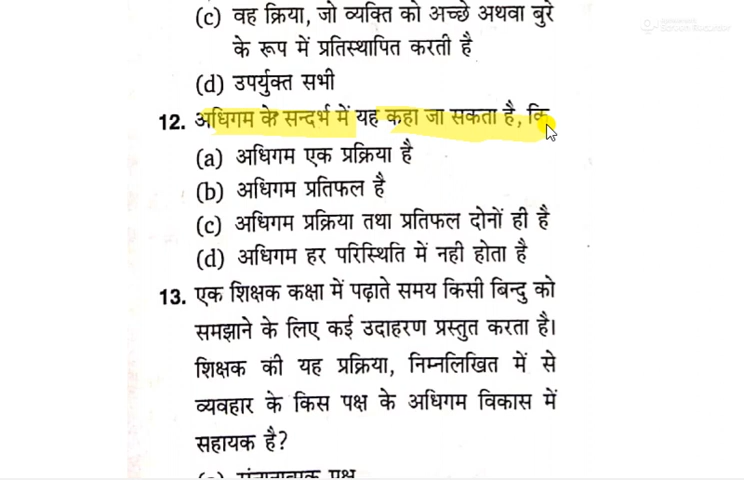 (c) वह क्रिया, जो व्यक्ति को अच्छे अथवा बुरे
के रूप में प्रतिस्थापित करती है
(d) उपर्युक्त सभी
12. अधिगम के सन्दर्भ में यह कहा जा सकता है, कि
(a) अधिगम एक प्रक्रिया है
(b) अधिगम प्रतिफल है
(c) अधिगम प्रक्रिया तथा प्रतिफल दोनों ही है
(d) अधिगम हर परिस्थिति में नही होता है
13. एक शिक्षक कक्षा में पढ़ाते समय किसी बिन्दु को
समझाने के लिए कई उदाहरण प्रस्तुत करता है।
शिक्षक की यह प्रक्रिया, निम्नलिखित में से
व्यवहार के किस पक्ष के अधिगम विकास में
सहायक है?